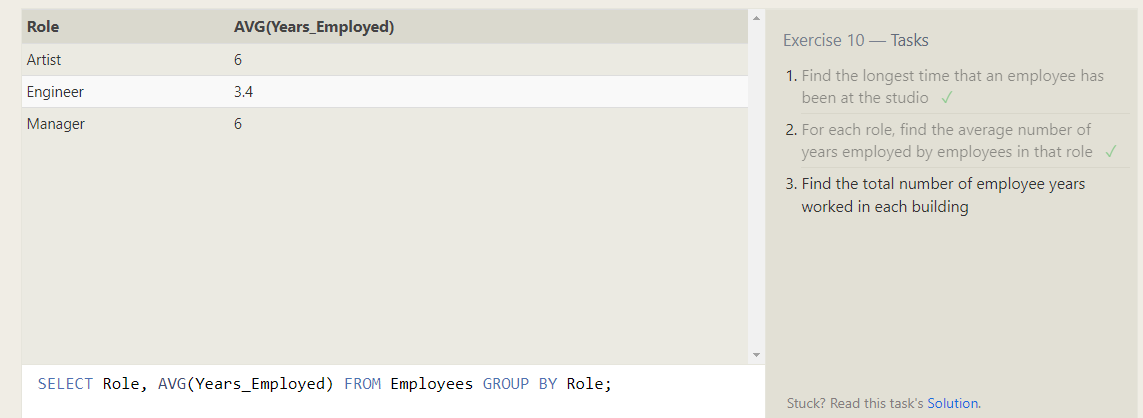 Role AVG(Years_Employed)
Artist 6
Engineer 3.4
Manager 6
SELECT Role, AVG(Years_Employed) FROM Employees GROUP BY Role;
Exercise 10 — Tasks
1. Find the longest time that an employee has
been at the studio ✓
2. For each role, find the average number of
years employed by employees in that role ✓
3. Find the total number of employee years
worked in each building
Stuck? Read this task's Solution.